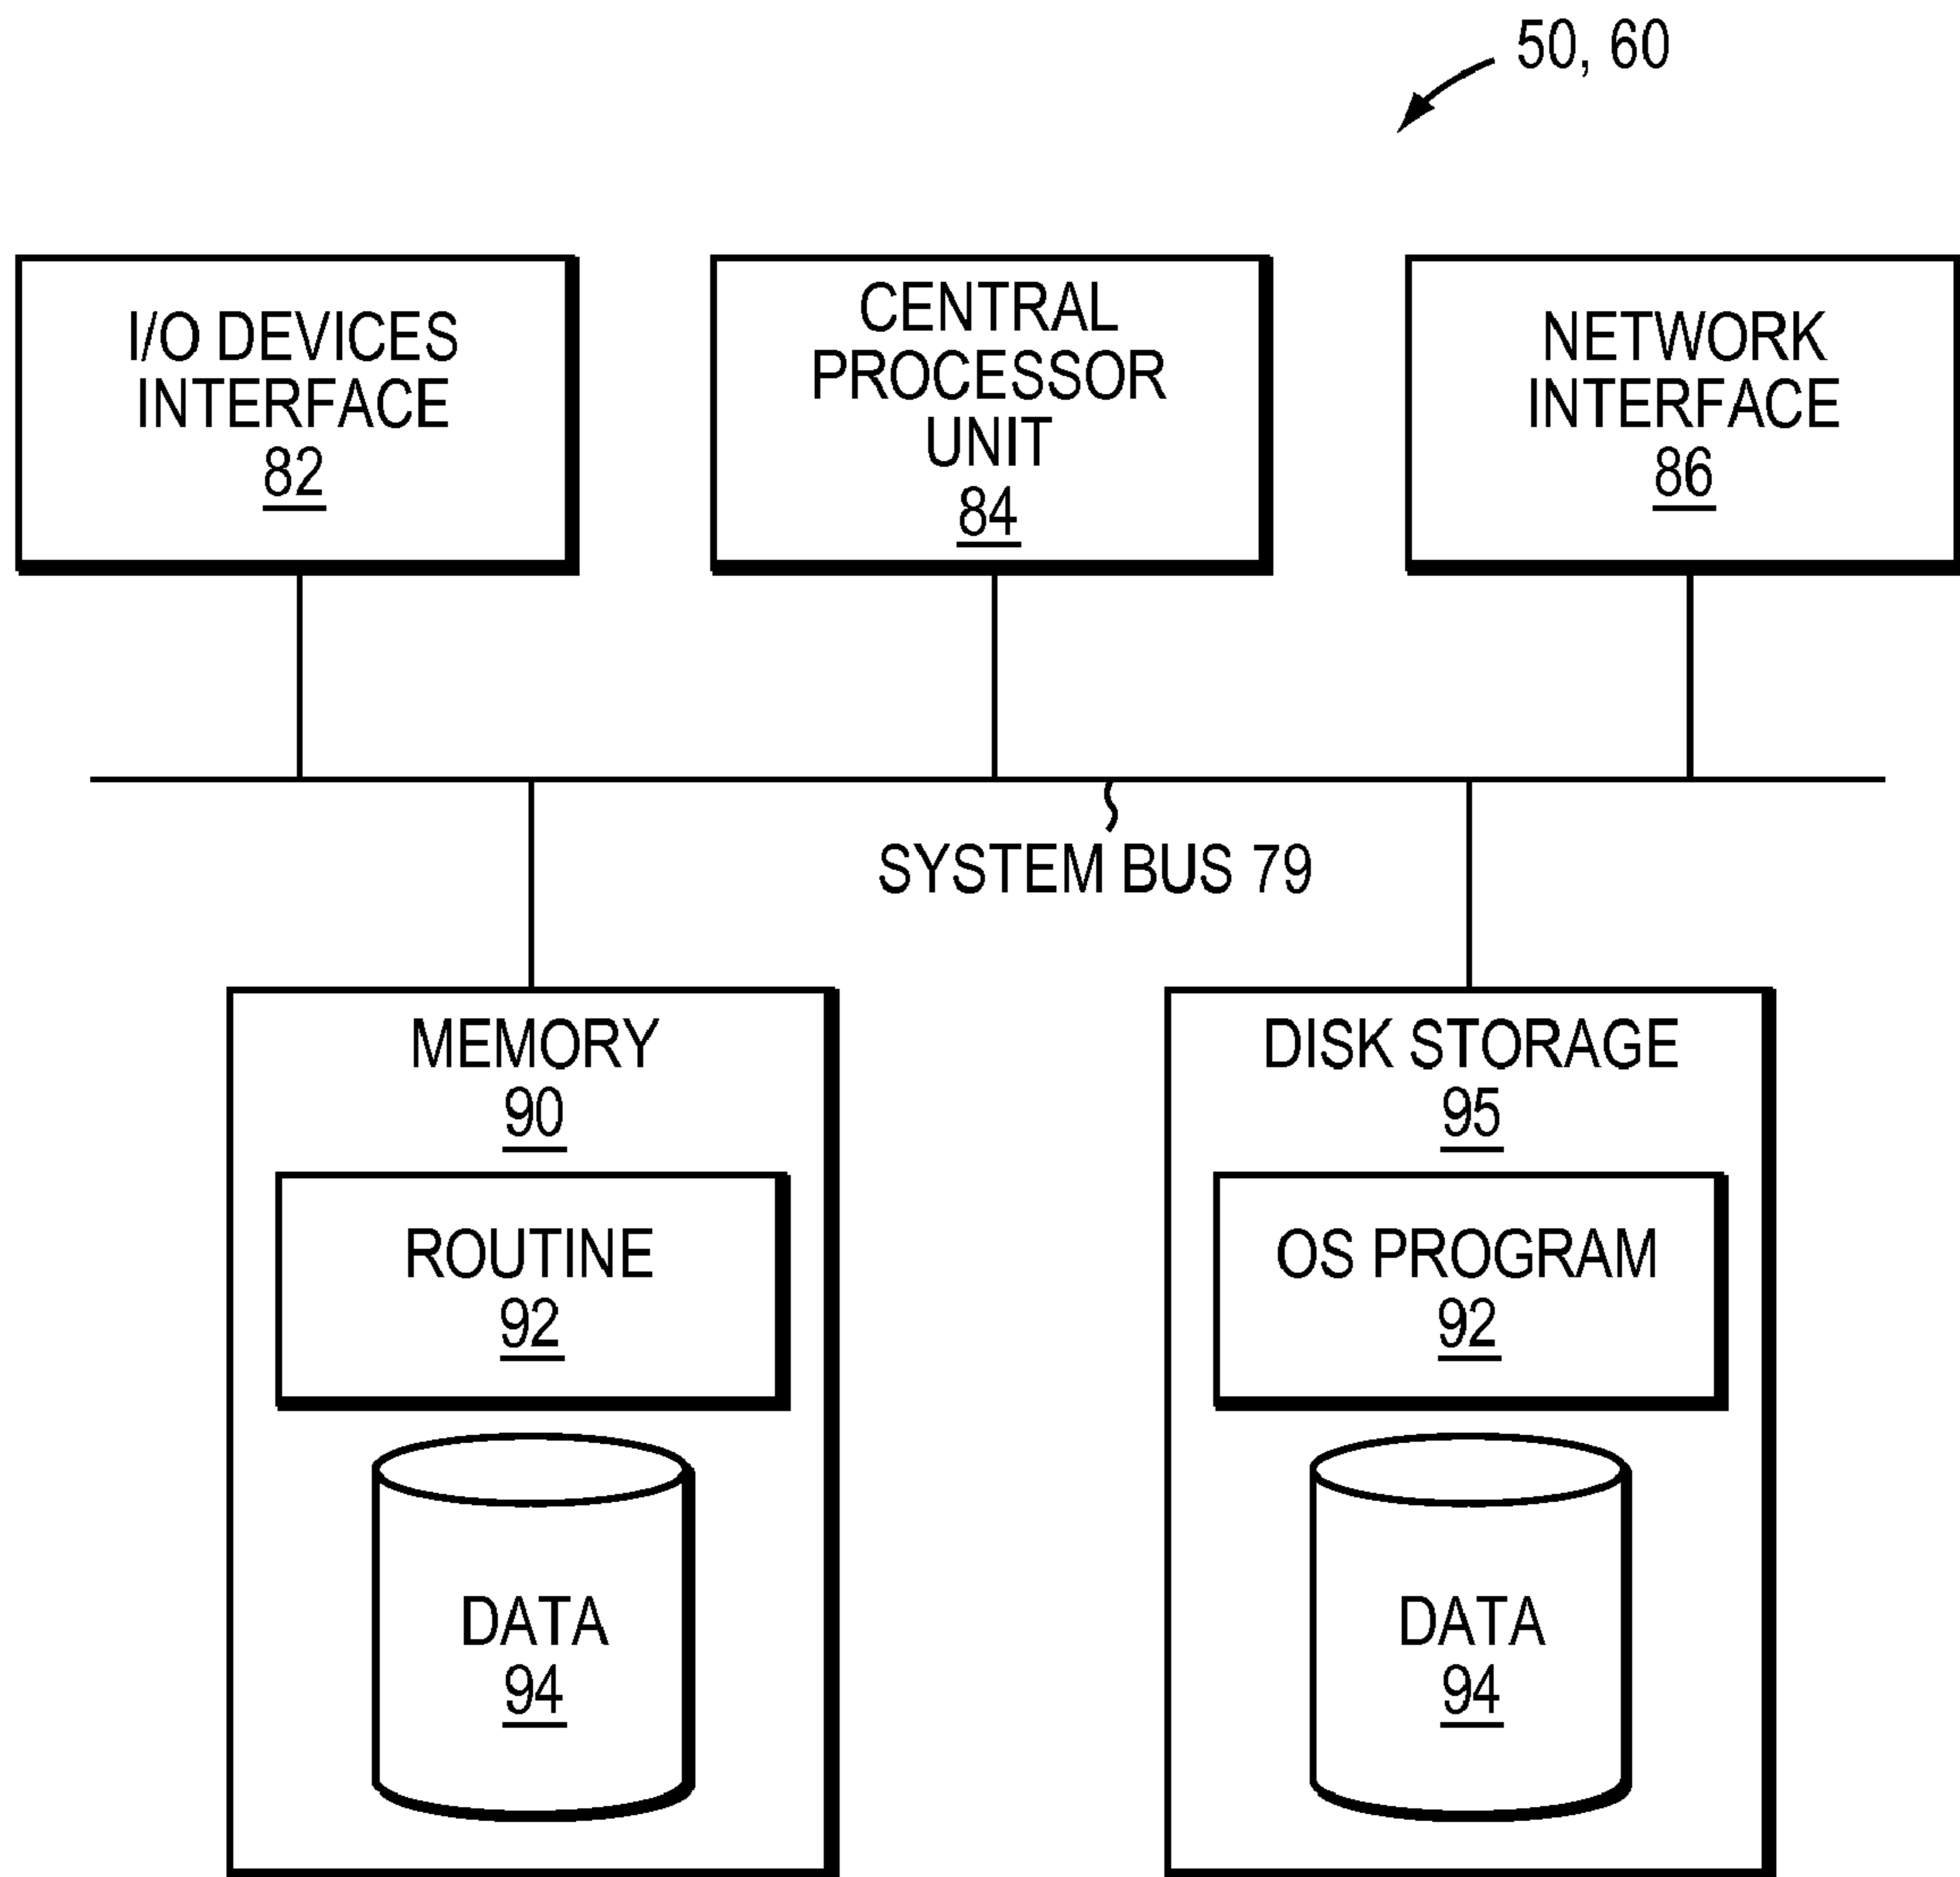 50, 60
I/O DEVICES
INTERFACE
82
CENTRAL
PROCESSOR
UNIT
84
NETWORK
INTERFACE
86
SYSTEM BUS 79
MEMORY
90
ROUTINE
92
DATA
94
DISK STORAGE
95
OS PROGRAM
92
DATA
94